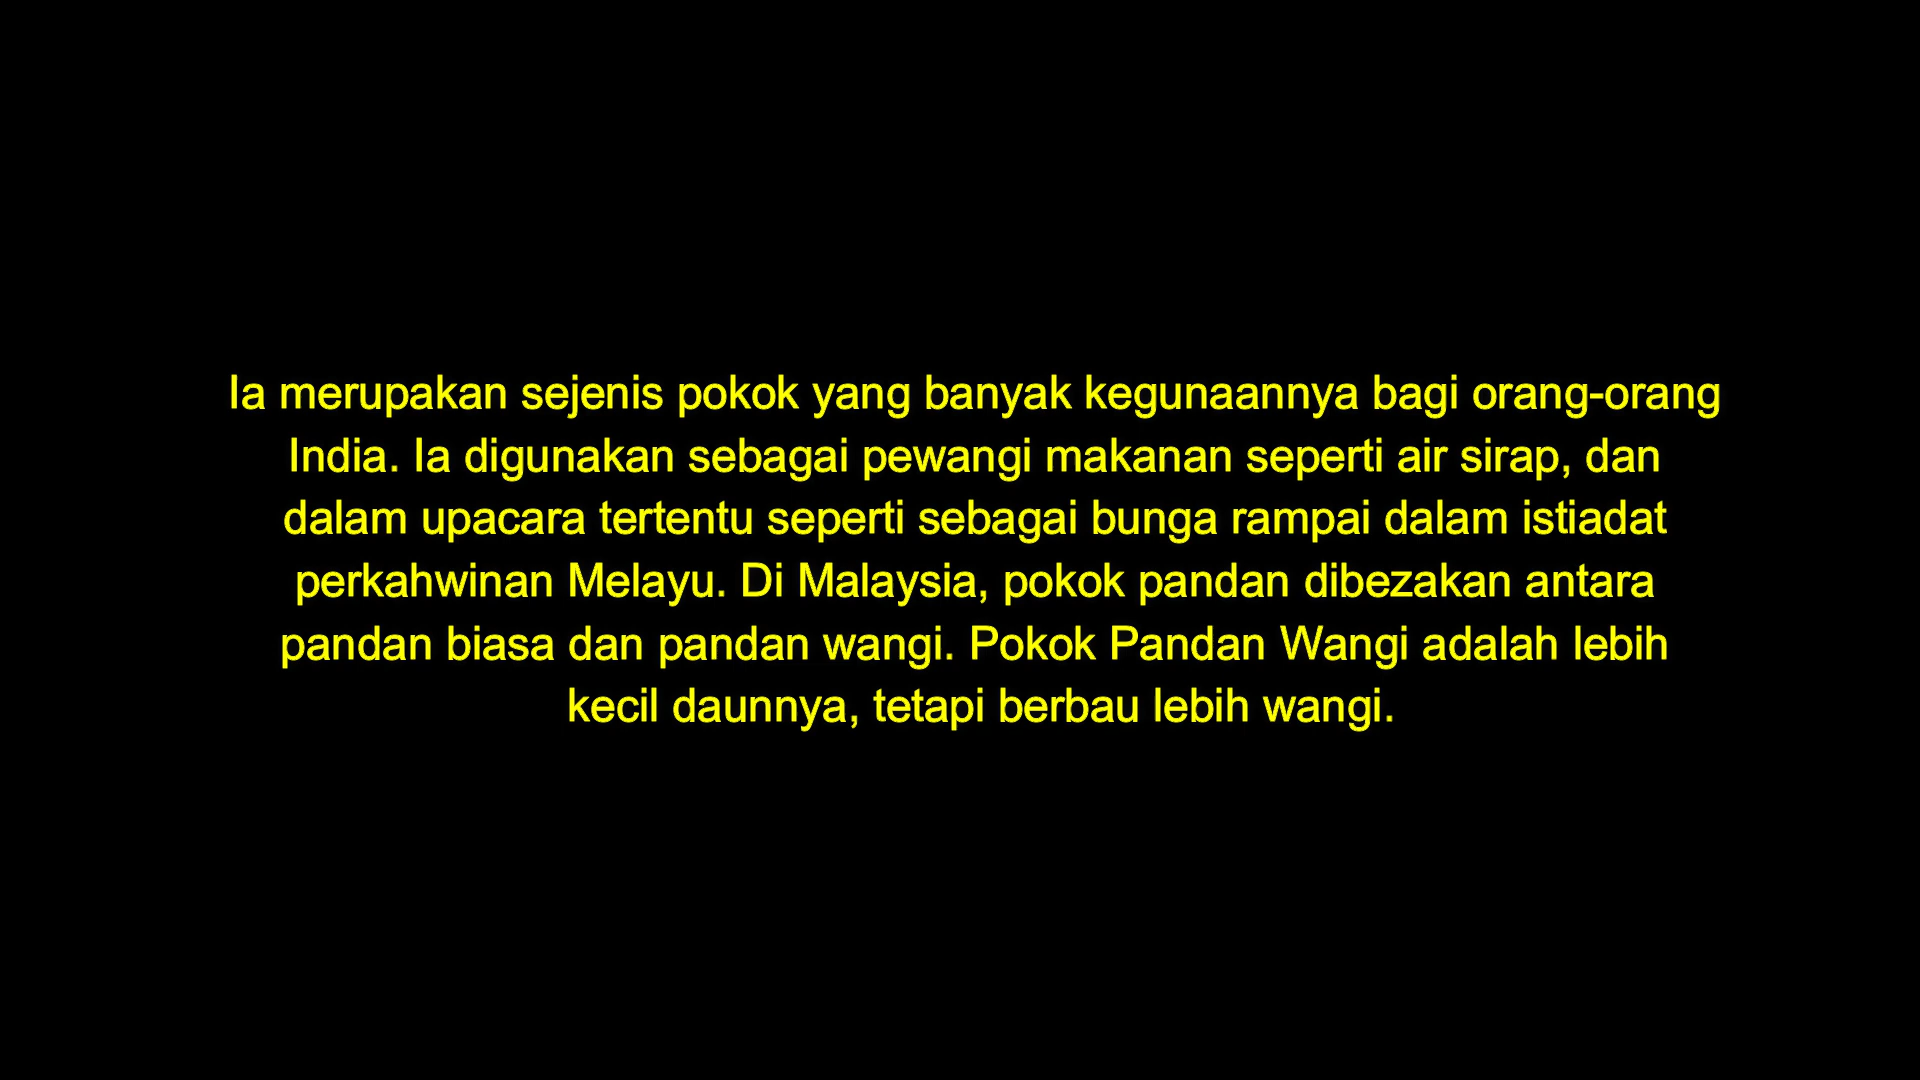 Ia merupakan sejenis pokok yang banyak kegunaannya bagi orang-orang
India. Ia digunakan sebagai pewangi makanan seperti air sirap, dan
dalam upacara tertentu seperti sebagai bunga rampai dalam istiadat
perkahwinan Melayu. Di Malaysia, pokok pandan dibezakan antara
pandan biasa dan pandan wangi. Pokok Pandan Wangi adalah lebih
kecil daunnya, tetapi berbau lebih wangi.